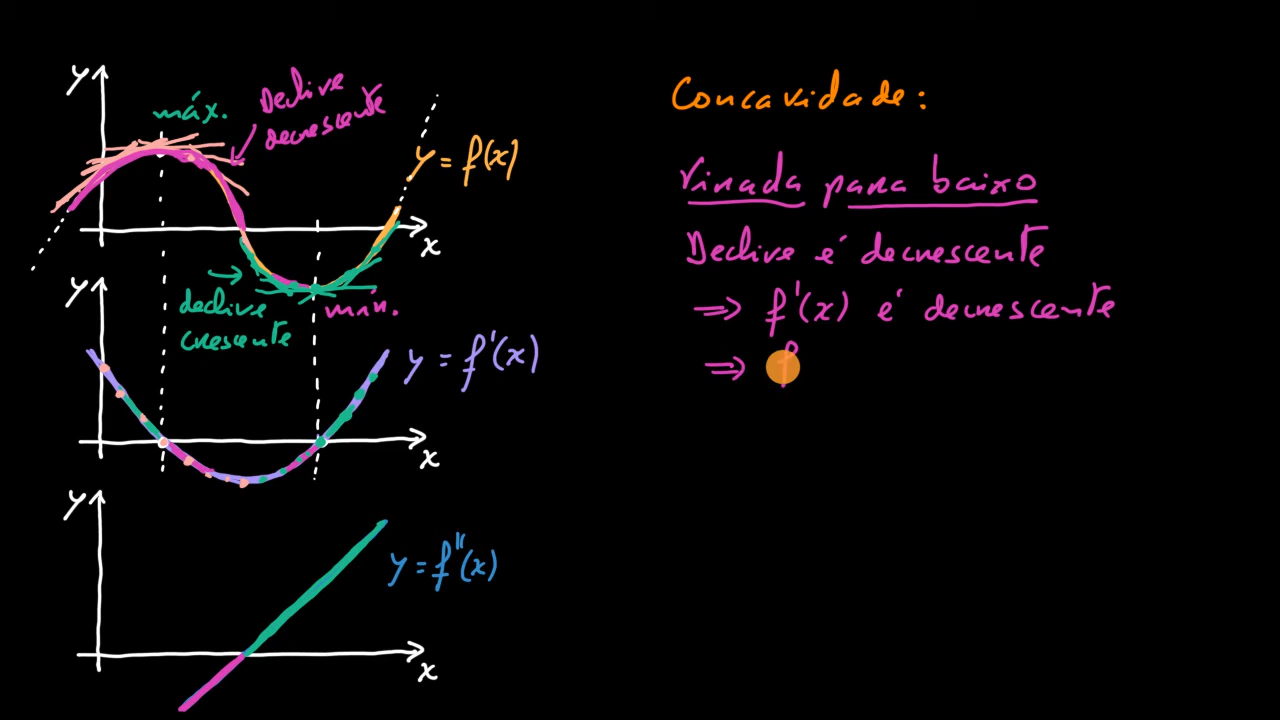 y
máx.
Declive
decrescente
y = f(x)
x
declive
crescente
mín.
y
y = f'(x)
x
y
y = f''(x)
x
Concavidade:
Virada para baixo
Declive é decrescente
⇒ f'(x) é decrescente
⇒ f